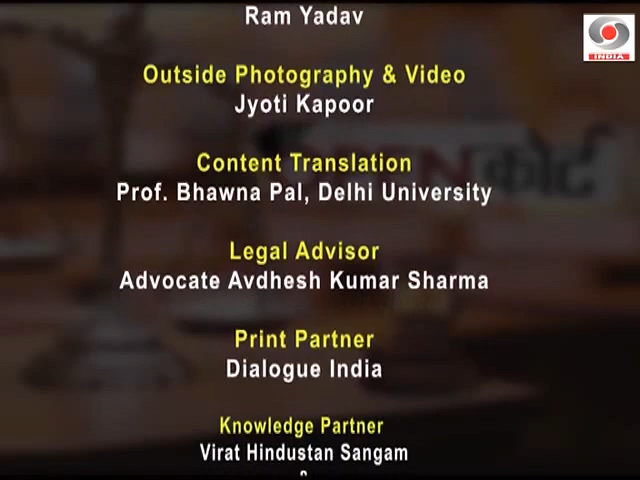 Ram Yadav
INDIA
Outside Photography & Video
Jyoti Kapoor
Content Translation
Prof. Bhawna Pal, Delhi University
कोर्ट
Legal Advisor
Advocate Avdhesh Kumar Sharma
Print Partner
Dialogue India
Knowledge Partner
Virat Hindustan Sangam